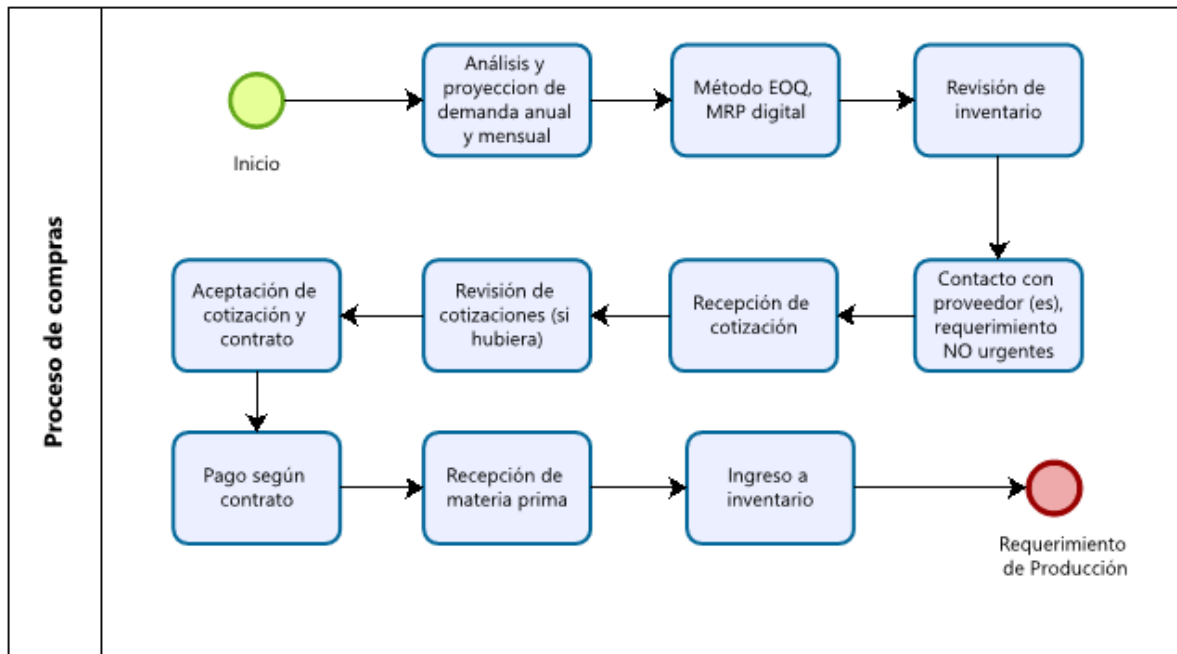 Proceso de compras
Inicio
Análisis y
proyeccion de
demanda anual
y mensual
Método EOQ,
MRP digital
Revisión de
inventario
Contacto con
proveedor (es),
requerimiento
NO urgentes
Recepción de
cotización
Revisión de
cotizaciones (si
hubiera)
Aceptación de
cotización y
contrato
Pago según
contrato
Recepción de
materia prima
Ingreso a
inventario
Requerimiento
de Producción